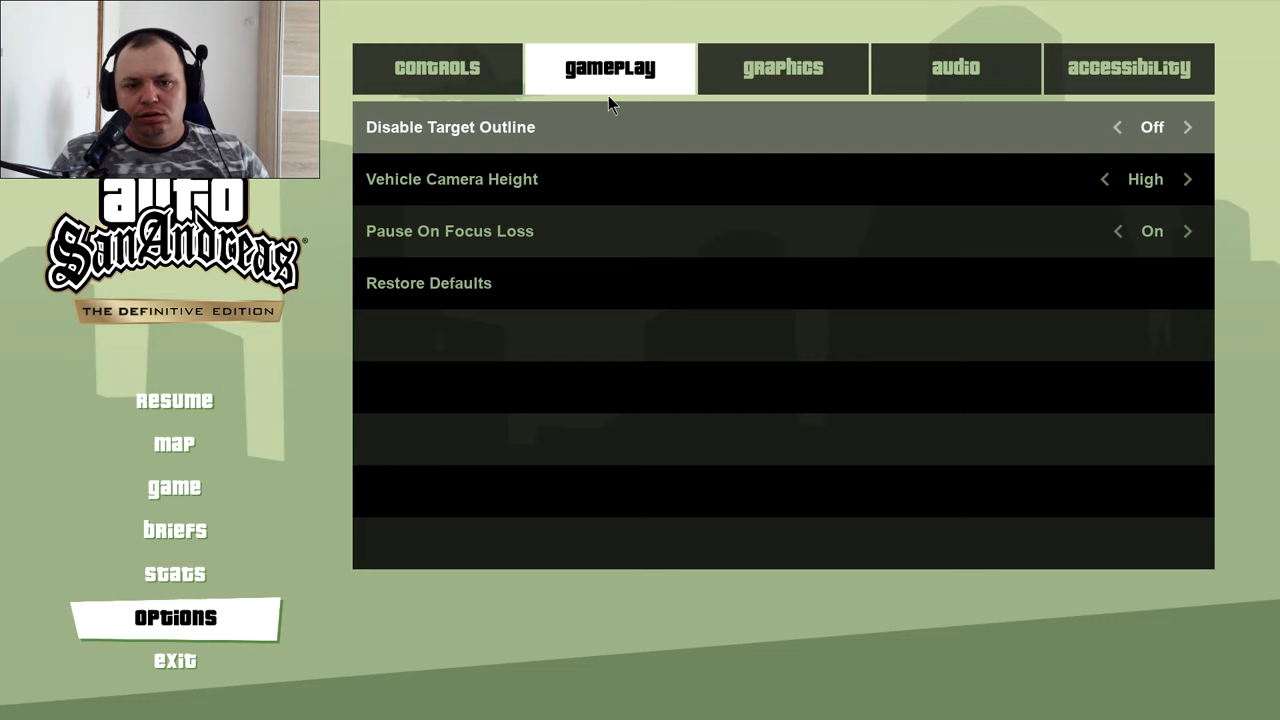 controls gameplay graphics audio accessibility
Disable Target Outline Off
Vehicle Camera Height High
Pause On Focus Loss On
Restore Defaults
auto
San Andreas®
THE DEFINITIVE EDITION
resume
map
game
briefs
stats
options
exit